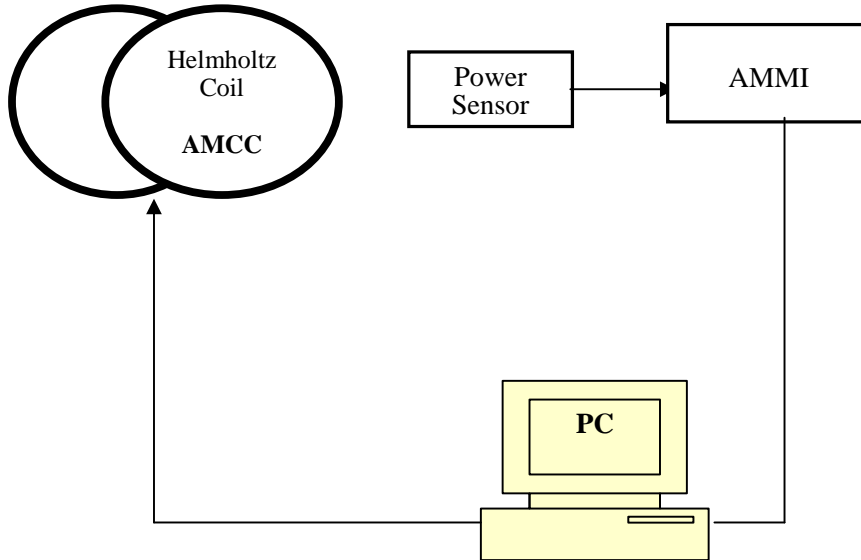 Helmholtz
Coil
AMCC
Power
Sensor
AMMI
PC